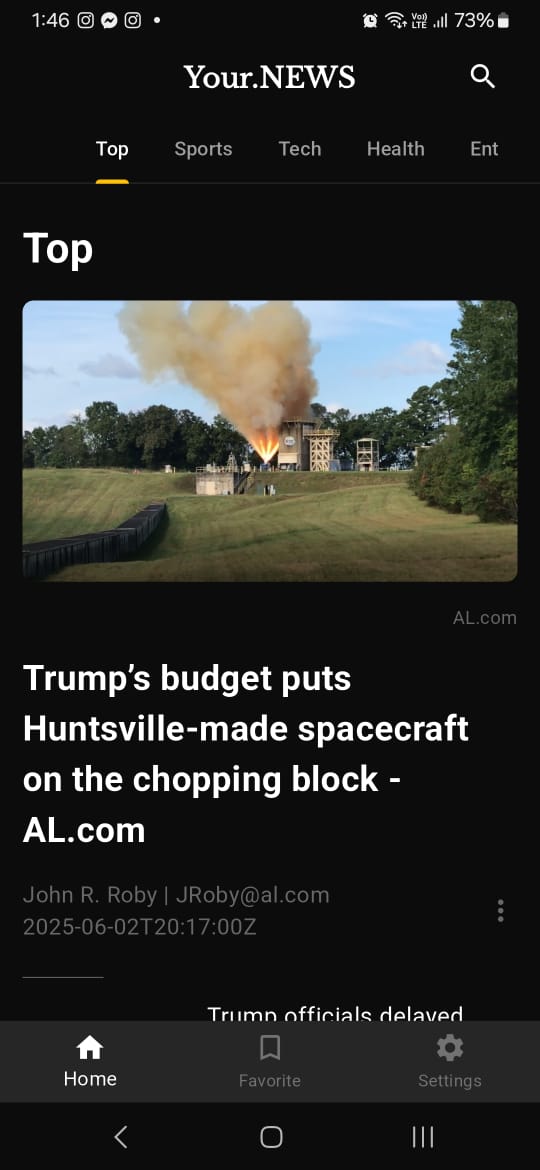 1:46 73%
Your.NEWS
Top Sports Tech Health Ent
Top
AL.com
Trump’s budget puts
Huntsville-made spacecraft
on the chopping block -
AL.com
John R. Roby | JRoby@al.com
2025-06-02T20:17:00Z
Trump officials delayed
Home Favorite Settings